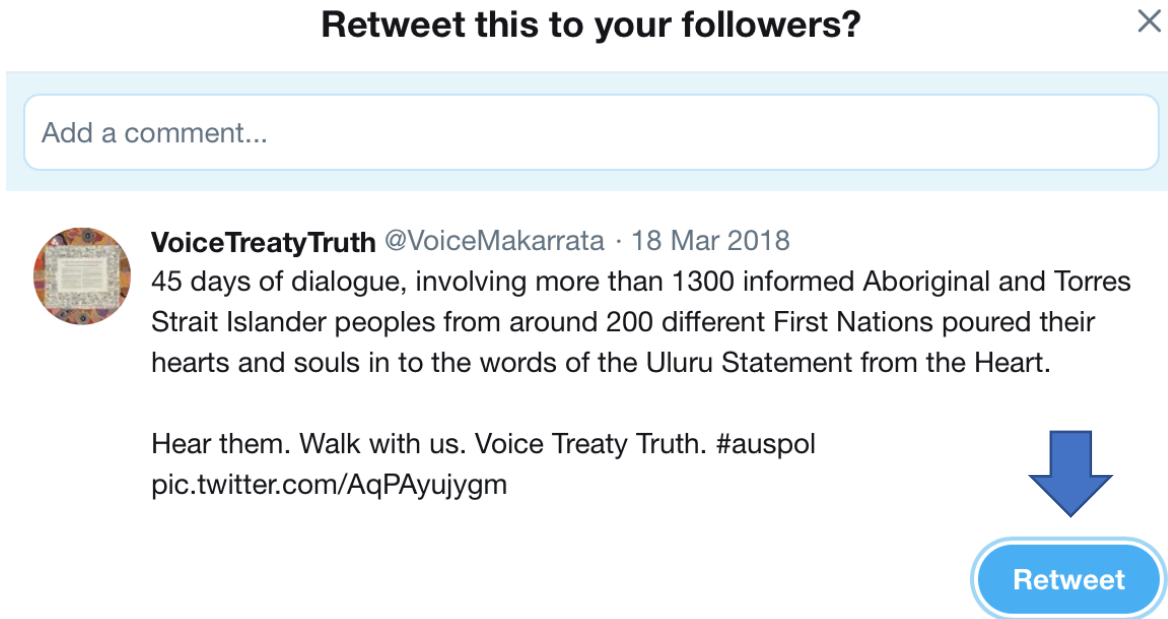 Retweet this to your followers?
Add a comment...
VoiceTreatyTruth @VoiceMakarrata · 18 Mar 2018
45 days of dialogue, involving more than 1300 informed Aboriginal and Torres
Strait Islander peoples from around 200 different First Nations poured their
hearts and souls in to the words of the Uluru Statement from the Heart.
Hear them. Walk with us. Voice Treaty Truth. #auspol
pic.twitter.com/AqPAyujygm
Retweet